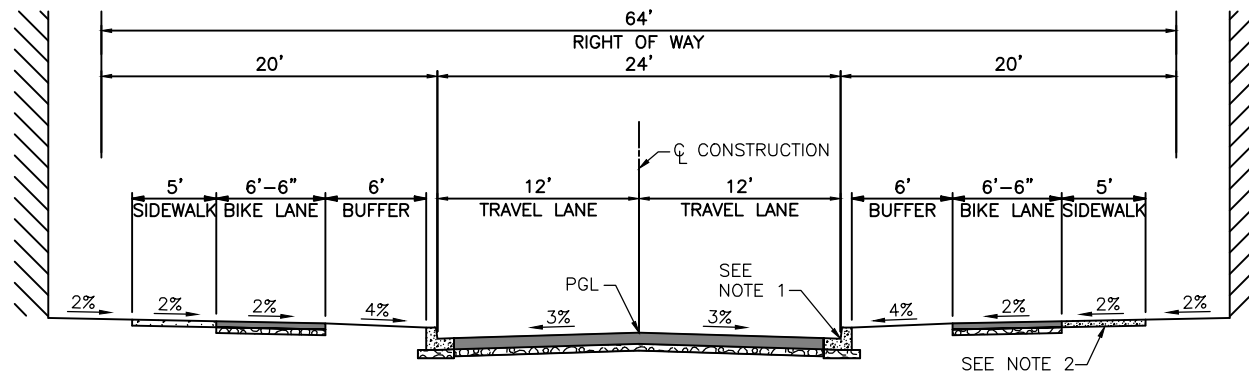 64'
RIGHT OF WAY
20'
24'
20'
℄ CONSTRUCTION
5'
6'-6"
6'
12'
12'
6'
6'-6"
5'
SIDEWALK
BIKE LANE
BUFFER
TRAVEL LANE
TRAVEL LANE
BUFFER
BIKE LANE
SIDEWALK
PGL
SEE
NOTE 1
2%
2%
2%
4%
3%
3%
4%
2%
2%
2%
SEE NOTE 2